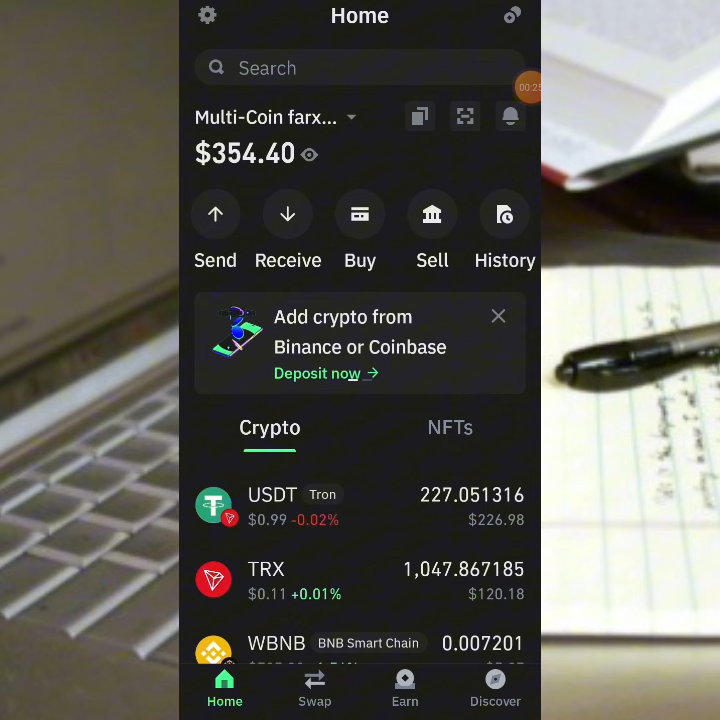 Home
Search
00:25
Multi-Coin farx...
$354.40
Send Receive Buy Sell History
Add crypto from
Binance or Coinbase
Deposit now →
Crypto NFTs
USDT Tron 227.051316
$0.99 -0.02% $226.98
TRX 1,047.867185
$0.11 +0.01% $120.18
WBNB BNB Smart Chain 0.007201
Home Swap Earn Discover